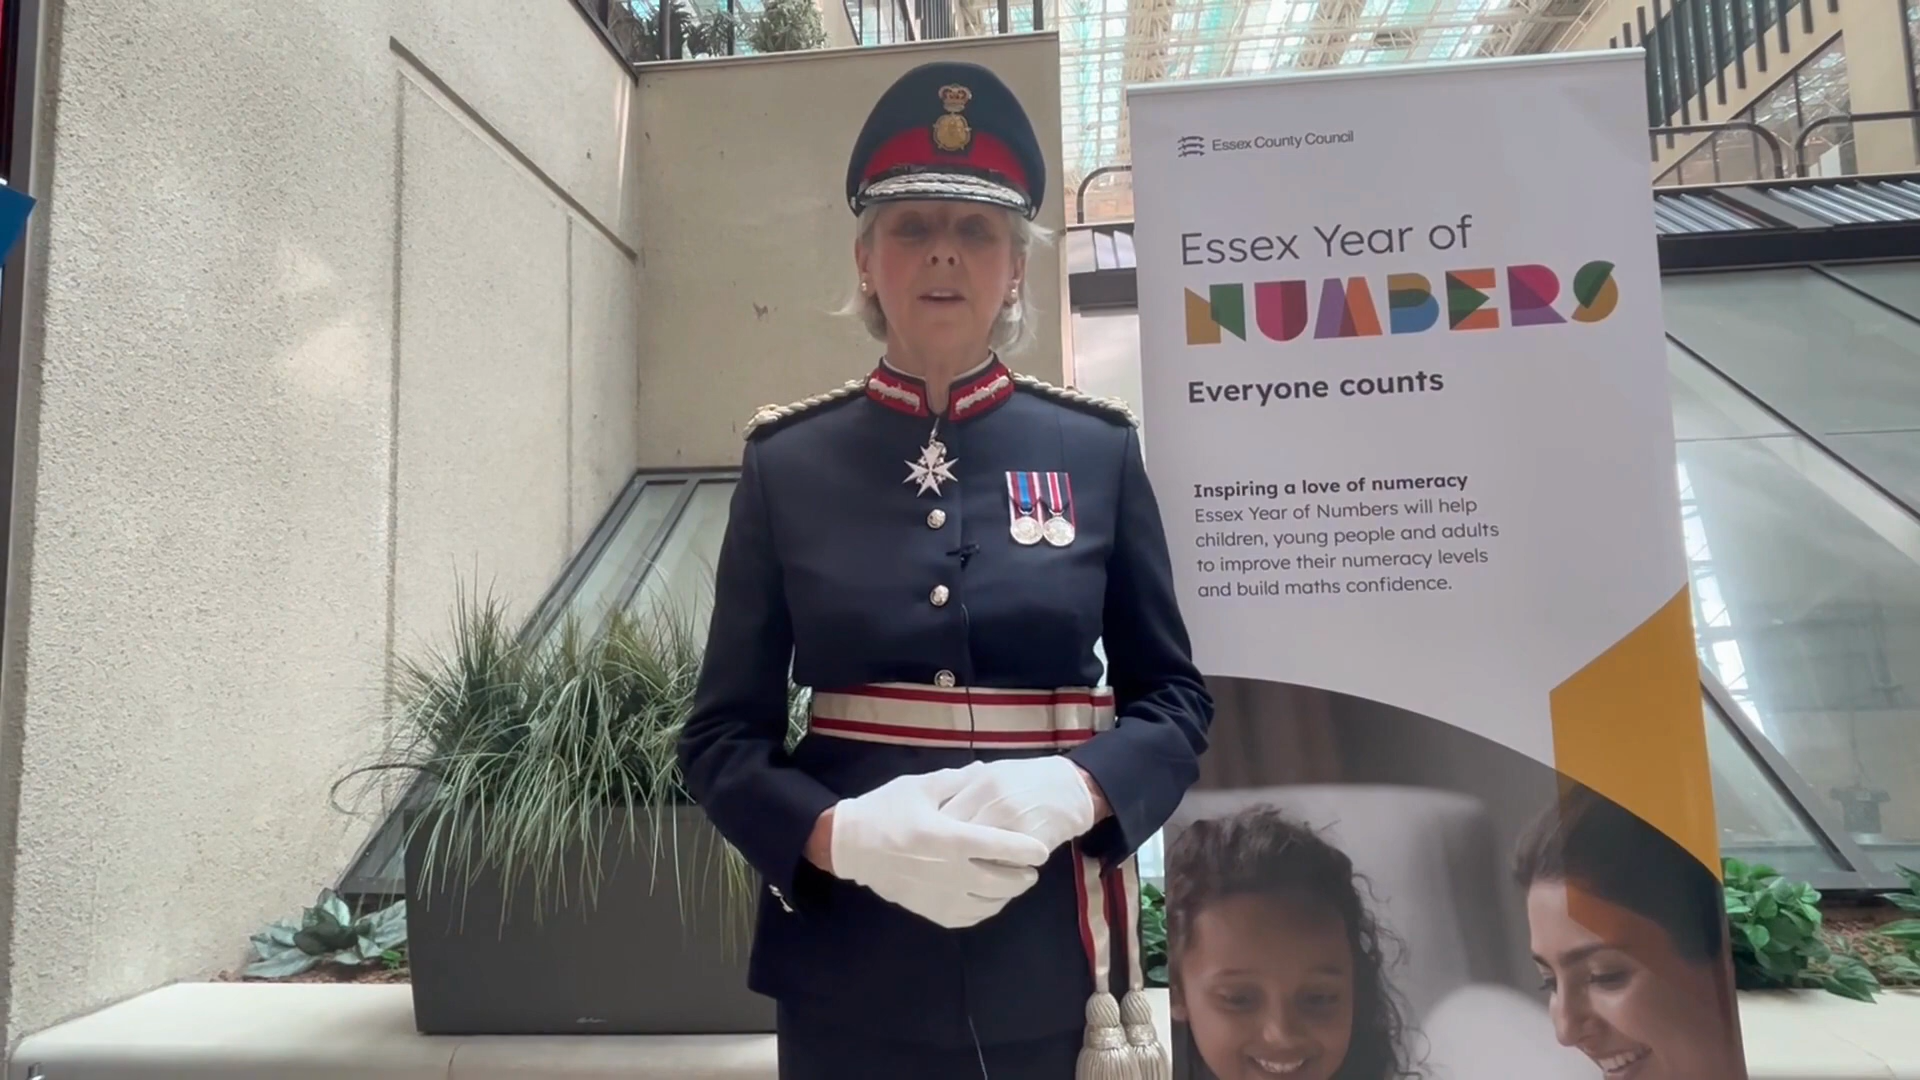 Essex County Council
Essex Year of
NUMBERS
Everyone counts
Inspiring a love of numeracy
Essex Year of Numbers will help
children, young people and adults
to improve their numeracy levels
and build maths confidence.